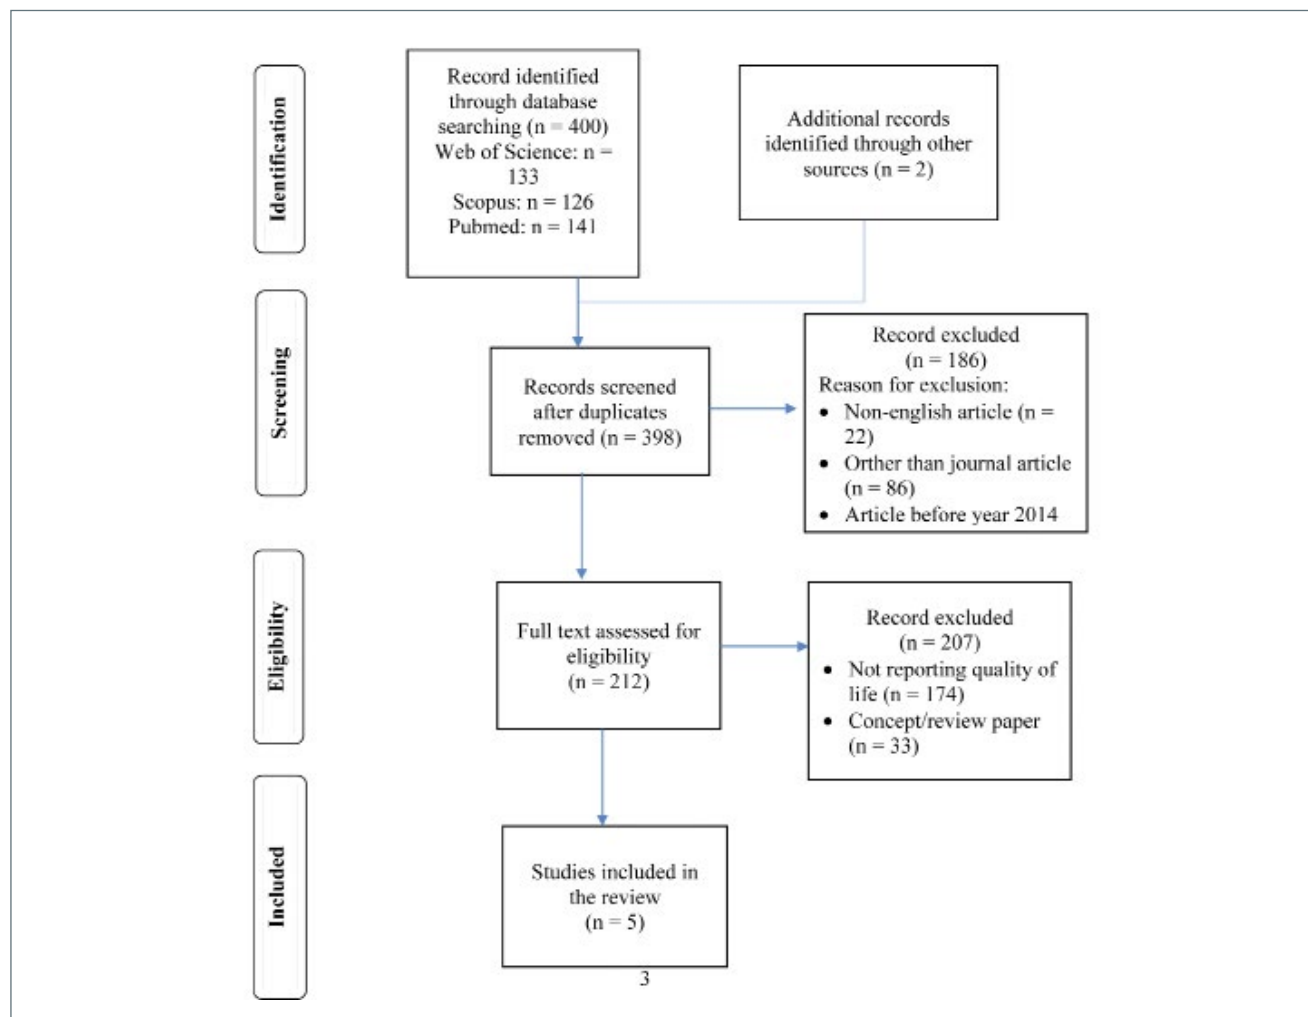 Identification
Record identified
through database
searching (n = 400)
Web of Science: n =
133
Scopus: n = 126
Pubmed: n = 141
Additional records
identified through other
sources (n = 2)
Screening
Records screened
after duplicates
removed (n = 398)
Record excluded
(n = 186)
Reason for exclusion:
• Non-english article (n =
22)
• Orther than journal article
(n = 86)
• Article before year 2014
Eligibility
Full text assessed for
eligibility
(n = 212)
Record excluded
(n = 207)
• Not reporting quality of
life (n = 174)
• Concept/review paper
(n = 33)
Included
Studies included in
the review
(n = 5)
3